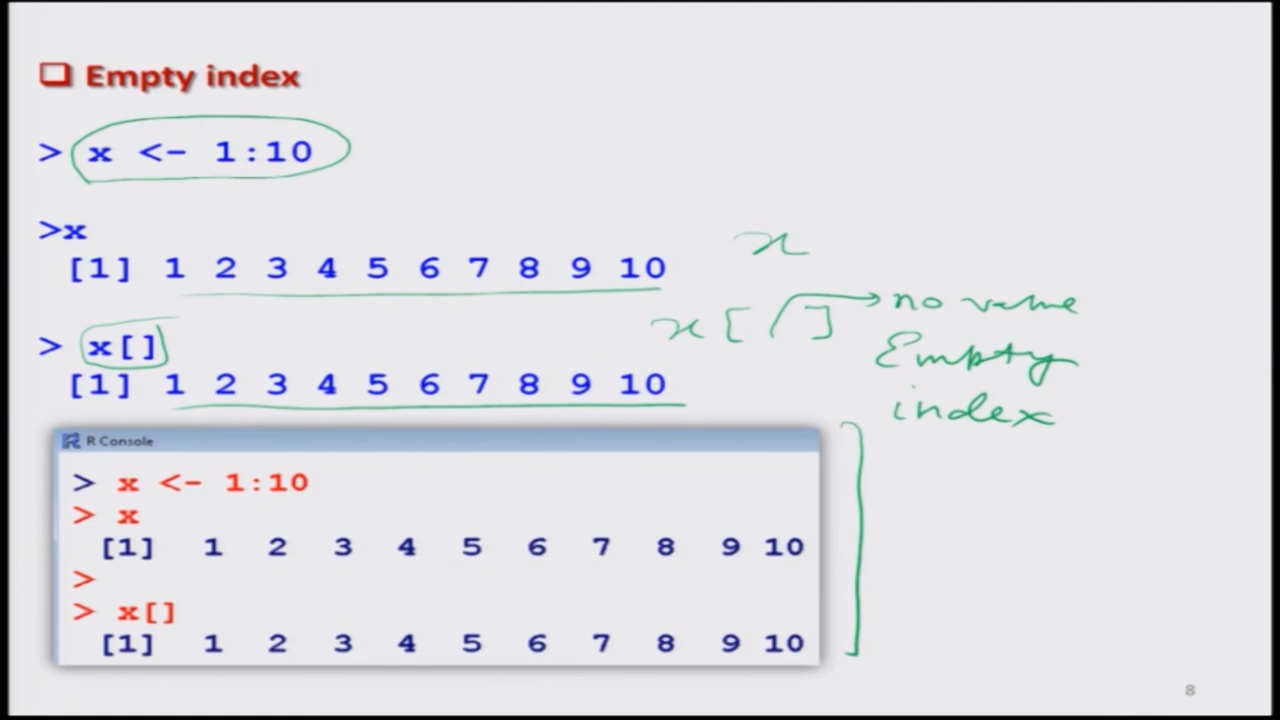 Empty index
> x <- 1:10
>x
[1] 1 2 3 4 5 6 7 8 9 10
x
x [ ] no value
Empty
index
> x[]
[1] 1 2 3 4 5 6 7 8 9 10
R Console
> x <- 1:10
> x
[1] 1 2 3 4 5 6 7 8 9 10
>
> x[]
[1] 1 2 3 4 5 6 7 8 9 10
8